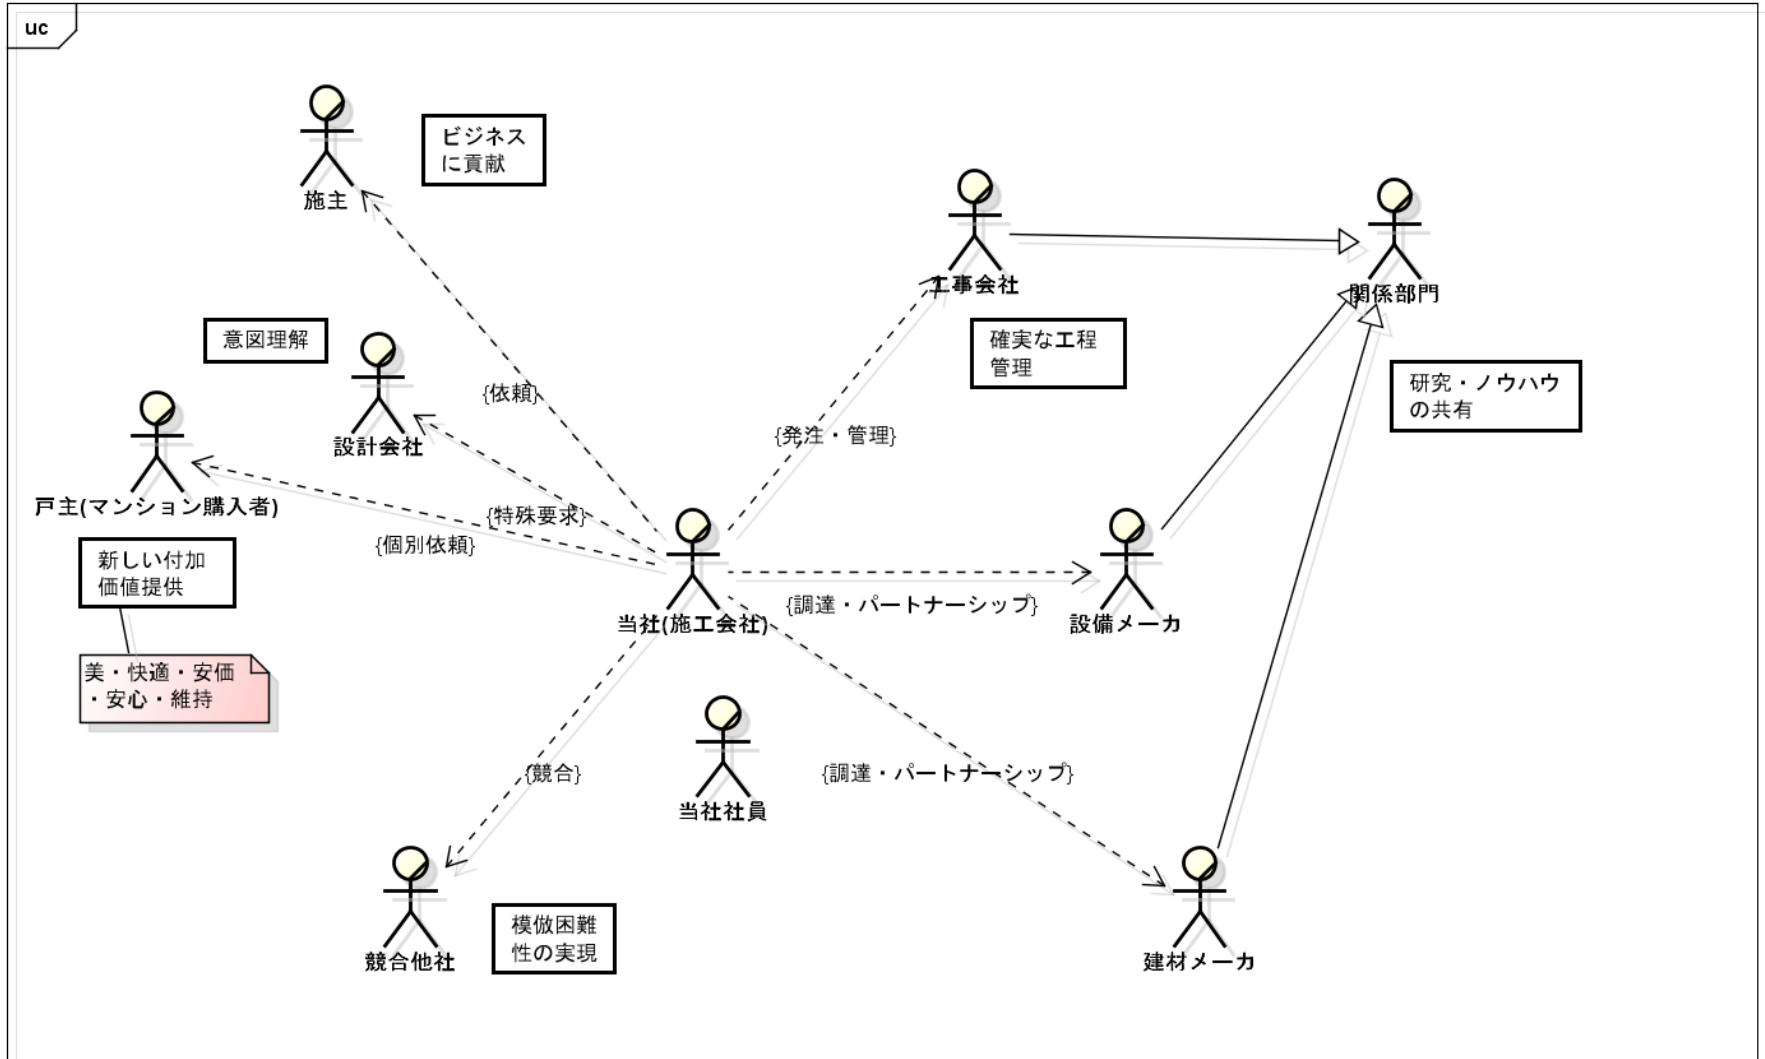 uc
ビジネス
に貢献
施主
工事会社
関係部門
意図理解
確実な工程
管理
研究・ノウハウ
の共有
{依頼}
{発注・管理}
設計会社
戸主(マンション購入者)
{特殊要求}
{個別依頼}
新しい付加
価値提供
{調達・パートナーシップ}
当社(施工会社)
設備メーカ
美・快適・安価
・安心・維持
{競合}
{調達・パートナーシップ}
当社社員
模倣困難
性の実現
競合他社
建材メーカ